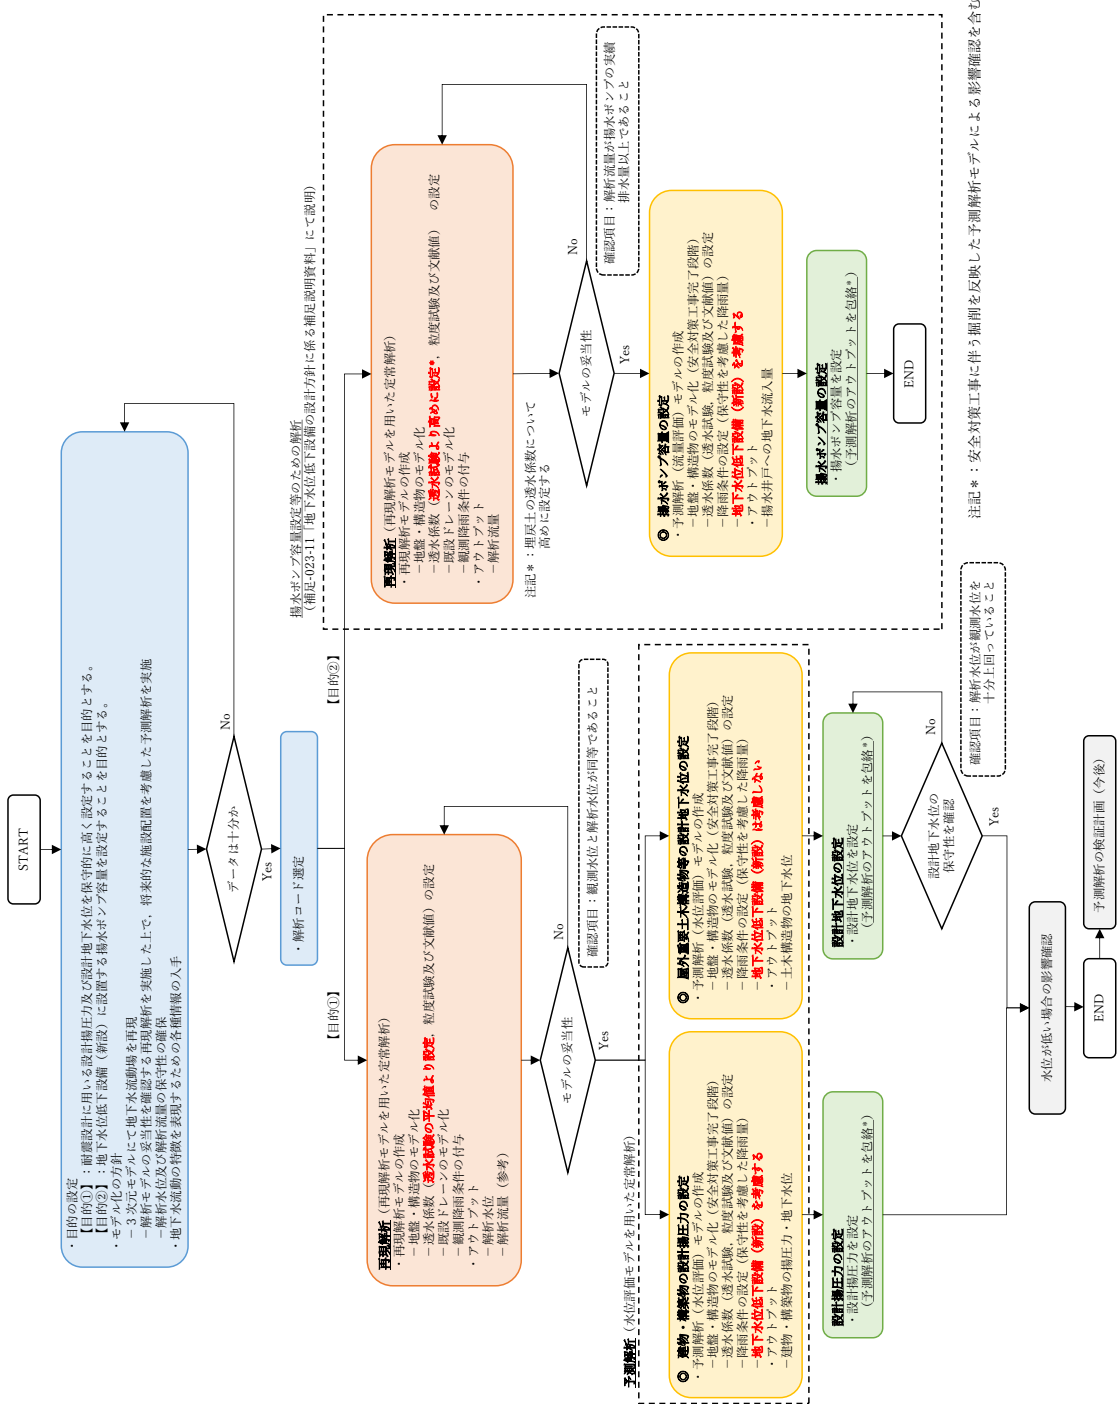 START
・目的の設定
【目的①】：耐震設計に用いる設計揚圧力及び設計地下水位を保守的に高く設定することを目的とする。
【目的②】：地下水位低下設備（新設）に設置する揚水ポンプ容量を設定することを目的とする。
・モデル化の方針
－３次元モデルにて地下水流動場を再現
－解析モデルの妥当性を確認する再現解析を実施した上で，将来的な施設配置を考慮した予測解析を実施
－解析水位及び解析流量の保守性の確保
・地下水流動の特徴を表現するための各種情報の入手
データは十分か
No
Yes
・解析コード選定
【目的①】
【目的②】
再現解析（再現解析モデルを用いた定常解析）
・再現解析モデルの作成
－地盤・構造物のモデル化
－透水係数（透水試験の平均値より設定，粒度試験及び文献値）の設定
－既設ドレーンのモデル化
－観測降雨条件の付与
・アウトプット
－解析水位
－解析流量（参考）
モデルの妥当性
No
Yes
確認項目：観測水位と解析水位が同等であること
予測解析（水位評価モデルを用いた定常解析）
◎ 建物・構築物の設計揚圧力の設定
・予測解析（水位評価）モデルの作成
－地盤・構造物のモデル化（安全対策工事完了段階）
－透水係数（透水試験，粒度試験及び文献値）の設定
－降雨条件の設定（保守性を考慮した降雨量）
－地下水位低下設備（新設）を考慮する
・アウトプット
－建物・構築物の揚圧力・地下水位
◎ 屋外重要土木構造物等の設計地下水位の設定
・予測解析（水位評価）モデルの作成
－地盤・構造物のモデル化（安全対策工事完了段階）
－透水係数（透水試験，粒度試験及び文献値）の設定
－降雨条件の設定（保守性を考慮した降雨量）
－地下水位低下設備（新設）は考慮しない
・アウトプット
－土木構造物の地下水位
設計揚圧力の設定
・設計揚圧力を設定
（予測解析のアウトプットを包絡＊）
設計地下水位の設定
・設計地下水位を設定
（予測解析のアウトプットを包絡＊）
設計地下水位の
保守性を確認
No
Yes
確認項目：解析水位が観測水位を
十分上回っていること
水位が低い場合の影響確認
END
予測解析の検証計画（今後）
揚水ポンプ容量設定等のための解析
（補足-023-11「地下水位低下設備の設計方針に係る補足説明資料」にて説明）
再現解析（再現解析モデルを用いた定常解析）
・再現解析モデルの作成
－地盤・構造物のモデル化
－透水係数（透水試験より高めに設定＊，粒度試験及び文献値）の設定
－既設ドレーンのモデル化
－観測降雨条件の付与
・アウトプット
－解析流量
注記＊：埋戻土の透水係数について
高めに設定する
モデルの妥当性
No
Yes
確認項目：解析流量が揚水ポンプの実績
排水量以上であること
◎ 揚水ポンプ容量の設定
・予測解析（流量評価）モデルの作成
－地盤・構造物のモデル化（安全対策工事完了段階）
－透水係数（透水試験，粒度試験及び文献値）の設定
－降雨条件の設定（保守性を考慮した降雨量）
－地下水位低下設備（新設）を考慮する
・アウトプット
－揚水井戸への地下水流入量
揚水ポンプ容量の設定
・揚水ポンプ容量を設定
（予測解析のアウトプットを包絡＊）
END
注記＊：安全対策工事に伴う掘削を反映した予測解析モデルによる影響確認を含む